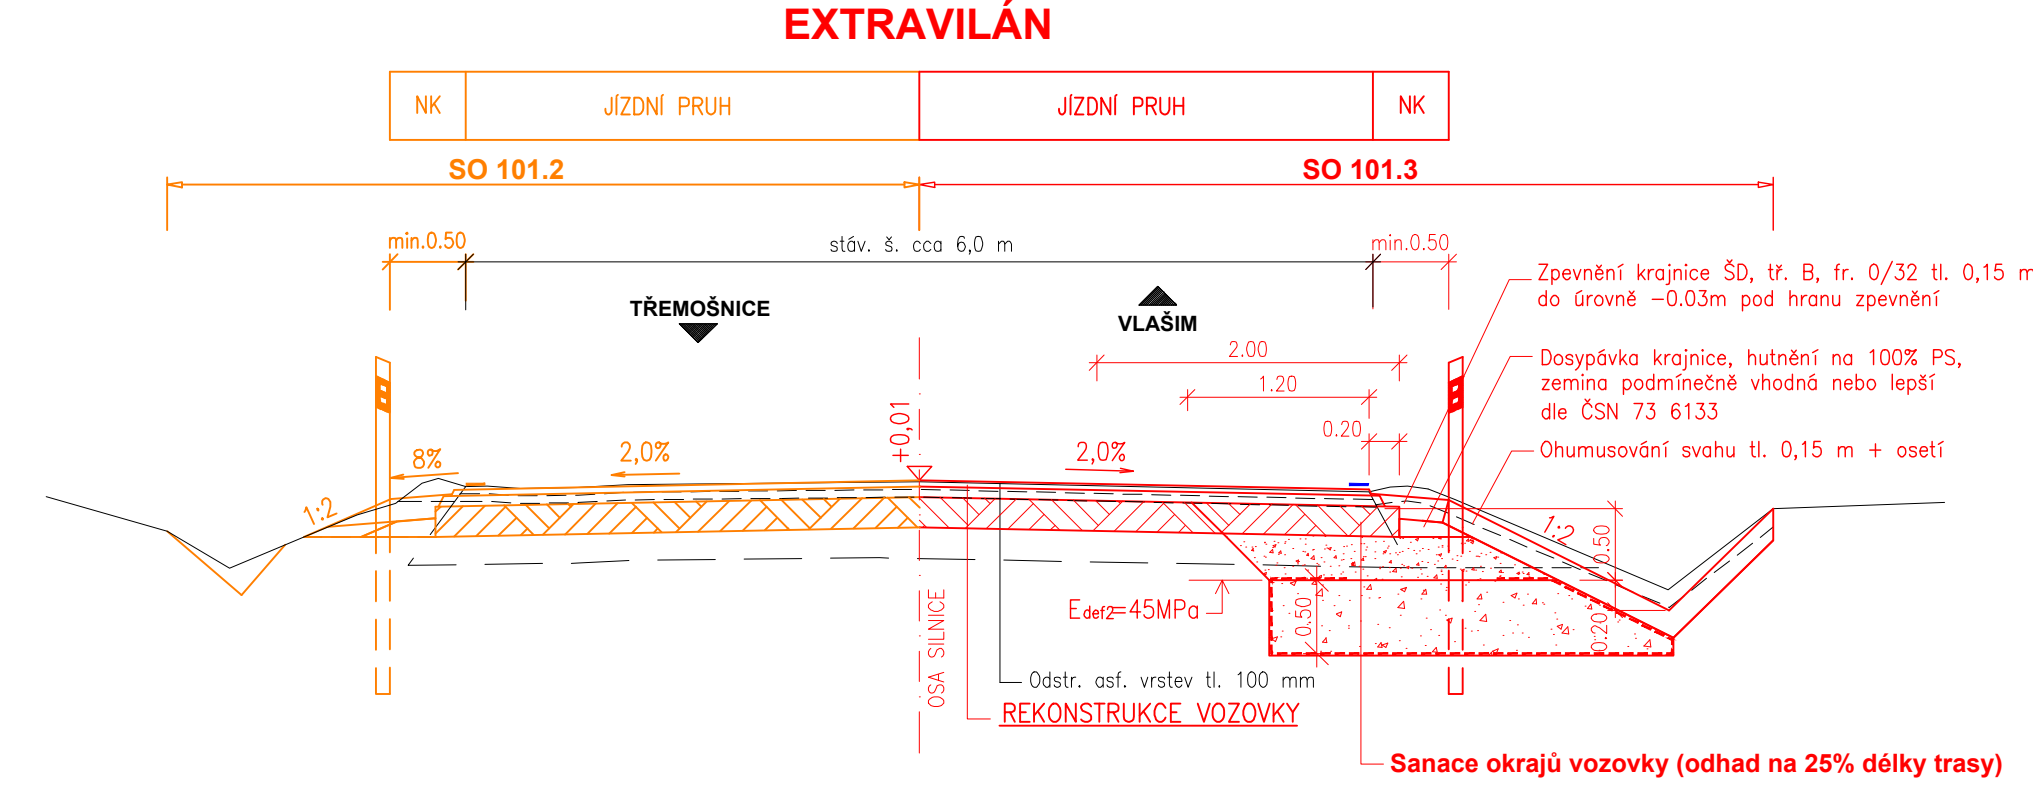 EXTRAVILÁN
NK
JÍZDNÍ PRUH
JÍZDNÍ PRUH
NK
SO 101.2
SO 101.3
min.0.50
stáv. š. cca 6,0 m
min.0.50
Zpevnění krajnice ŠD, tř. B, fr. 0/32 tl. 0,15 m
do úrovně -0.03m pod hranu zpevnění
TŘEMOŠNICE
VLAŠIM
2.00
Dosypávka krajnice, hutnění na 100% PS,
zemina podmínečně vhodná nebo lepší
dle ČSN 73 6133
1.20
0.20
+0,01
8%
2,0%
2,0%
Ohumusování svahu tl. 0,15 m + osetí
1:2
1:2
0.50
Edef2=45MPa
0.50
0.20
OSA SILNICE
Odstr. asf. vrstev tl. 100 mm
REKONSTRUKCE VOZOVKY
Sanace okrajů vozovky (odhad na 25% délky trasy)